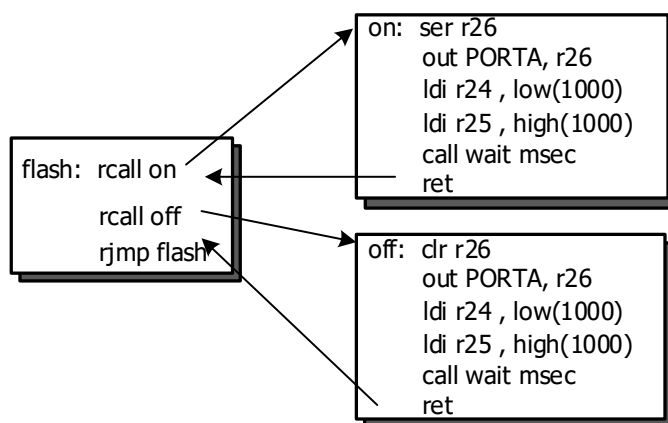 flash: rcall on
rcall off
rjmp flash
on: ser r26
out PORTA, r26
ldi r24 , low(1000)
ldi r25 , high(1000)
call wait msec
ret
off: clr r26
out PORTA, r26
ldi r24 , low(1000)
ldi r25 , high(1000)
call wait msec
ret